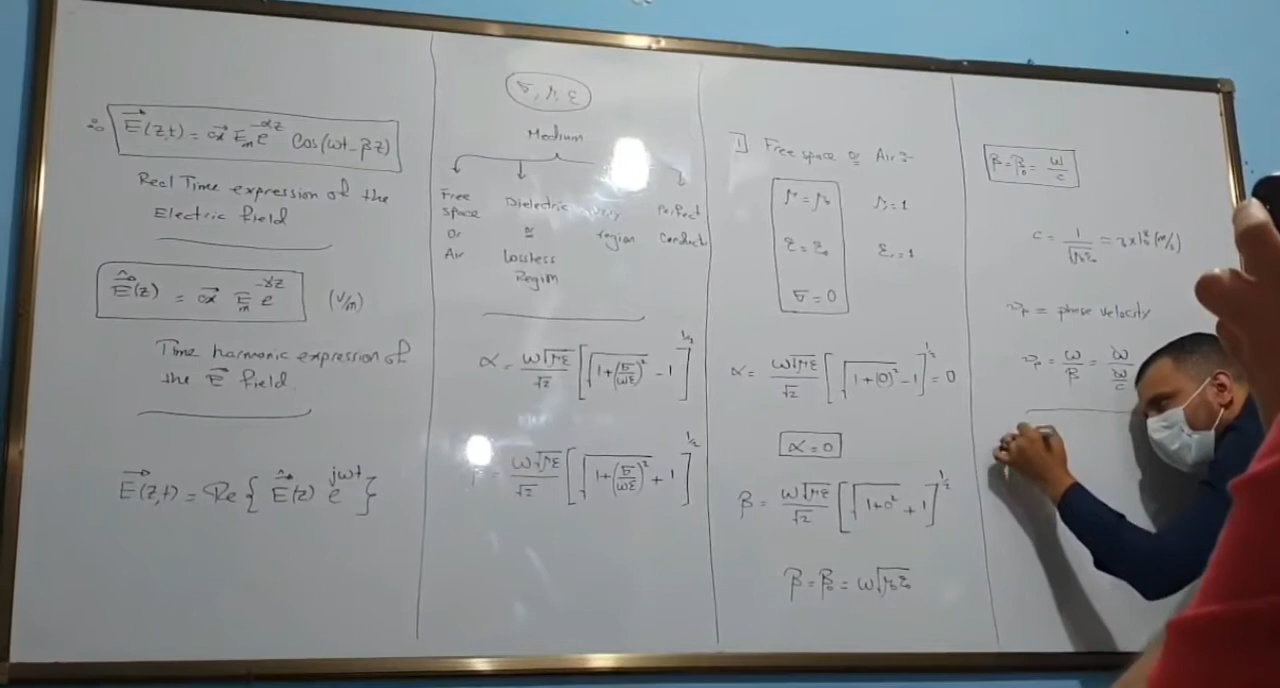 ∴ E⃗(z,t) = a⃗x Em e^-αz Cos(ωt - βz)
Real Time expression of the
Electric field
Ê⃗(z) = a⃗x Em e^-γz (V/m)
Time harmonic expression of
the E⃗ field
E⃗(z,t) = Re{ Ê⃗(z) e^jωt }
σ, μ, ε
Medium
Free
space
or
Air
Dielectric
≅
Lossless
Region
region
Perfect
Conduct
α = ω√με/√2 [√(1+(σ/ωε)²) - 1]^1/2
β = ω√με/√2 [√(1+(σ/ωε)²) + 1]^1/2
1] Free space ≅ Air :-
μ = μ₀ μr = 1
ε = ε₀ εr = 1
σ = 0
α = ω√με/√2 [√(1+(0)²) - 1]^1/2 = 0
α = 0
β = ω√με/√2 [√(1+0²) + 1]^1/2
β = β₀ = ω√μ₀ε₀
β = β₀ = ω/c
c = 1/√μ₀ε₀ = 3×10^8 (m/s)
vp = phase velocity
vp = ω/β = ω/(ω/c)